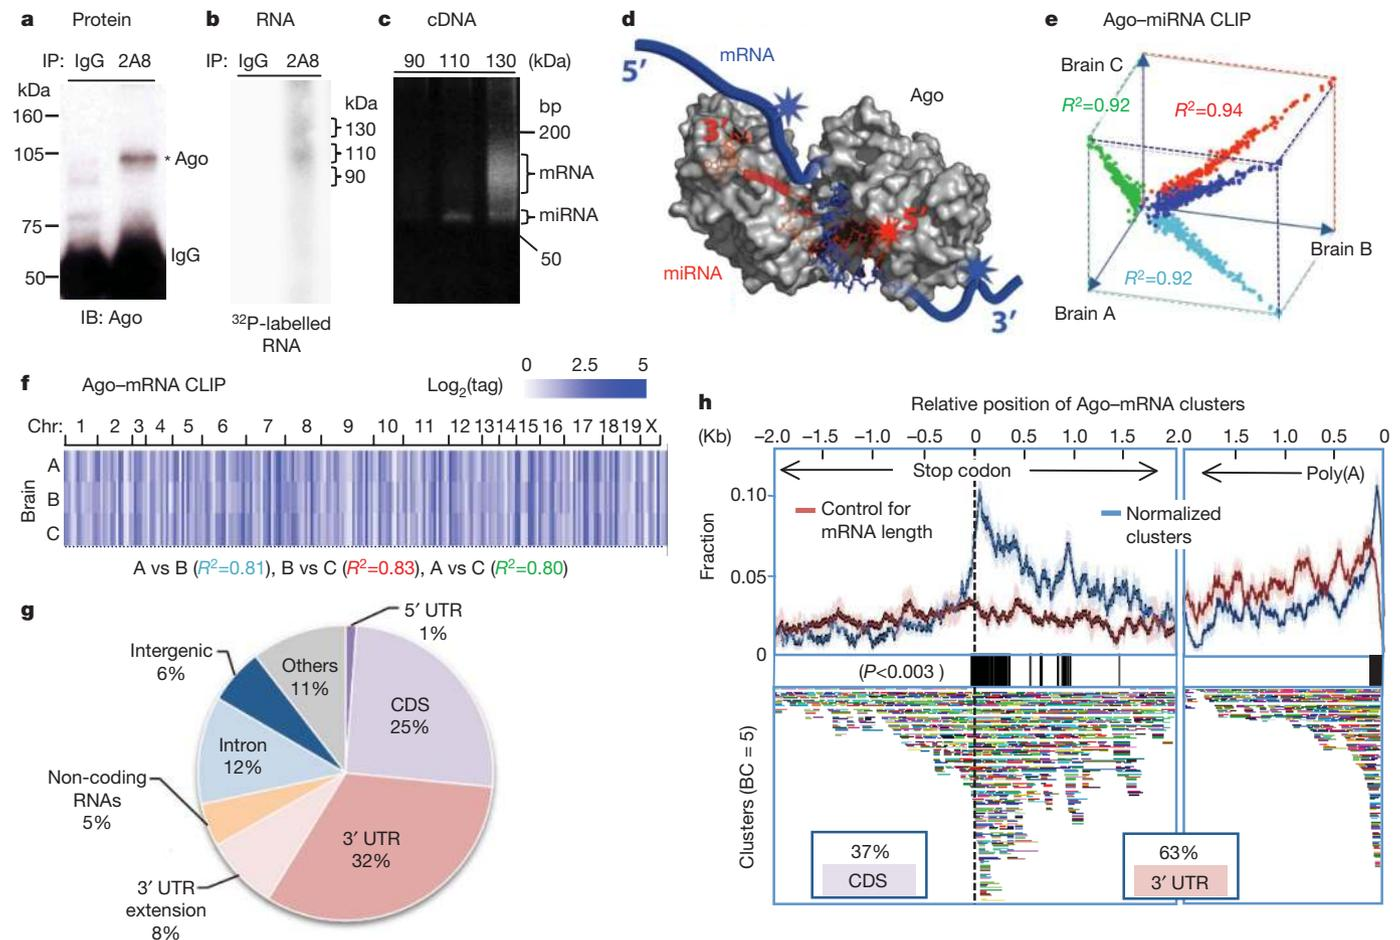 a Protein
IP: IgG 2A8
kDa
160
105
75
50
* Ago
IgG
IB: Ago
b RNA
IP: IgG 2A8
kDa
130
110
90
³²P-labelled
RNA
c cDNA
90 110 130 (kDa)
bp
200
mRNA
miRNA
50
d
mRNA
5′
Ago
3′
5′
miRNA
3′
e Ago–miRNA CLIP
Brain C
R²=0.92
R²=0.94
Brain B
R²=0.92
Brain A
f Ago–mRNA CLIP
Log₂(tag)
0 2.5 5
Chr: 1 2 3 4 5 6 7 8 9 10 11 12 13 14 15 16 17 18 19 X
Brain
A
B
C
A vs B (R²=0.81), B vs C (R²=0.83), A vs C (R²=0.80)
g
5′ UTR
1%
CDS
25%
3′ UTR
32%
3′ UTR
extension
8%
Non-coding
RNAs
5%
Intron
12%
Intergenic
6%
Others
11%
h Relative position of Ago–mRNA clusters
(Kb) −2.0 −1.5 −1.0 −0.5 0 0.5 1.0 1.5 2.0 1.5 1.0 0.5 0
Stop codon
Poly(A)
Control for
mRNA length
Normalized
clusters
Fraction
0.10
0.05
0
(P<0.003 )
Clusters (BC = 5)
37%
CDS
63%
3′ UTR